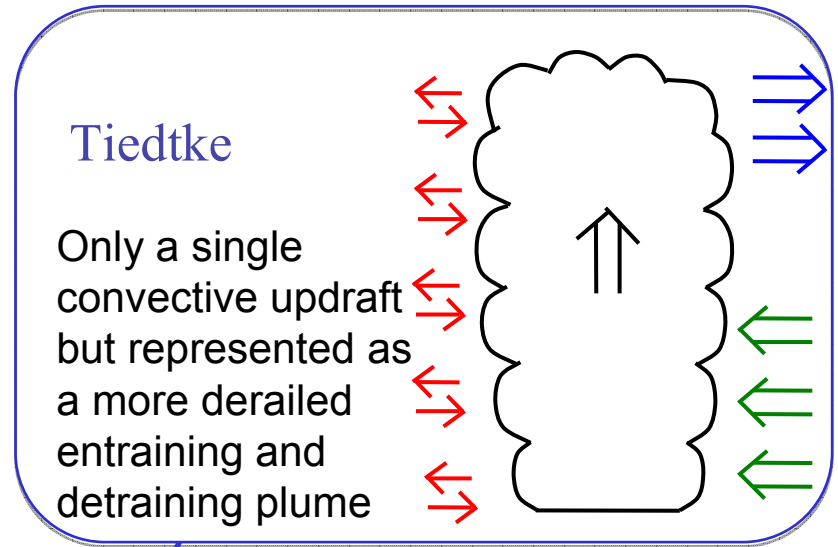 Tiedtke
Only a single
convective updraft
but represented as
a more derailed
entraining and
detraining plume